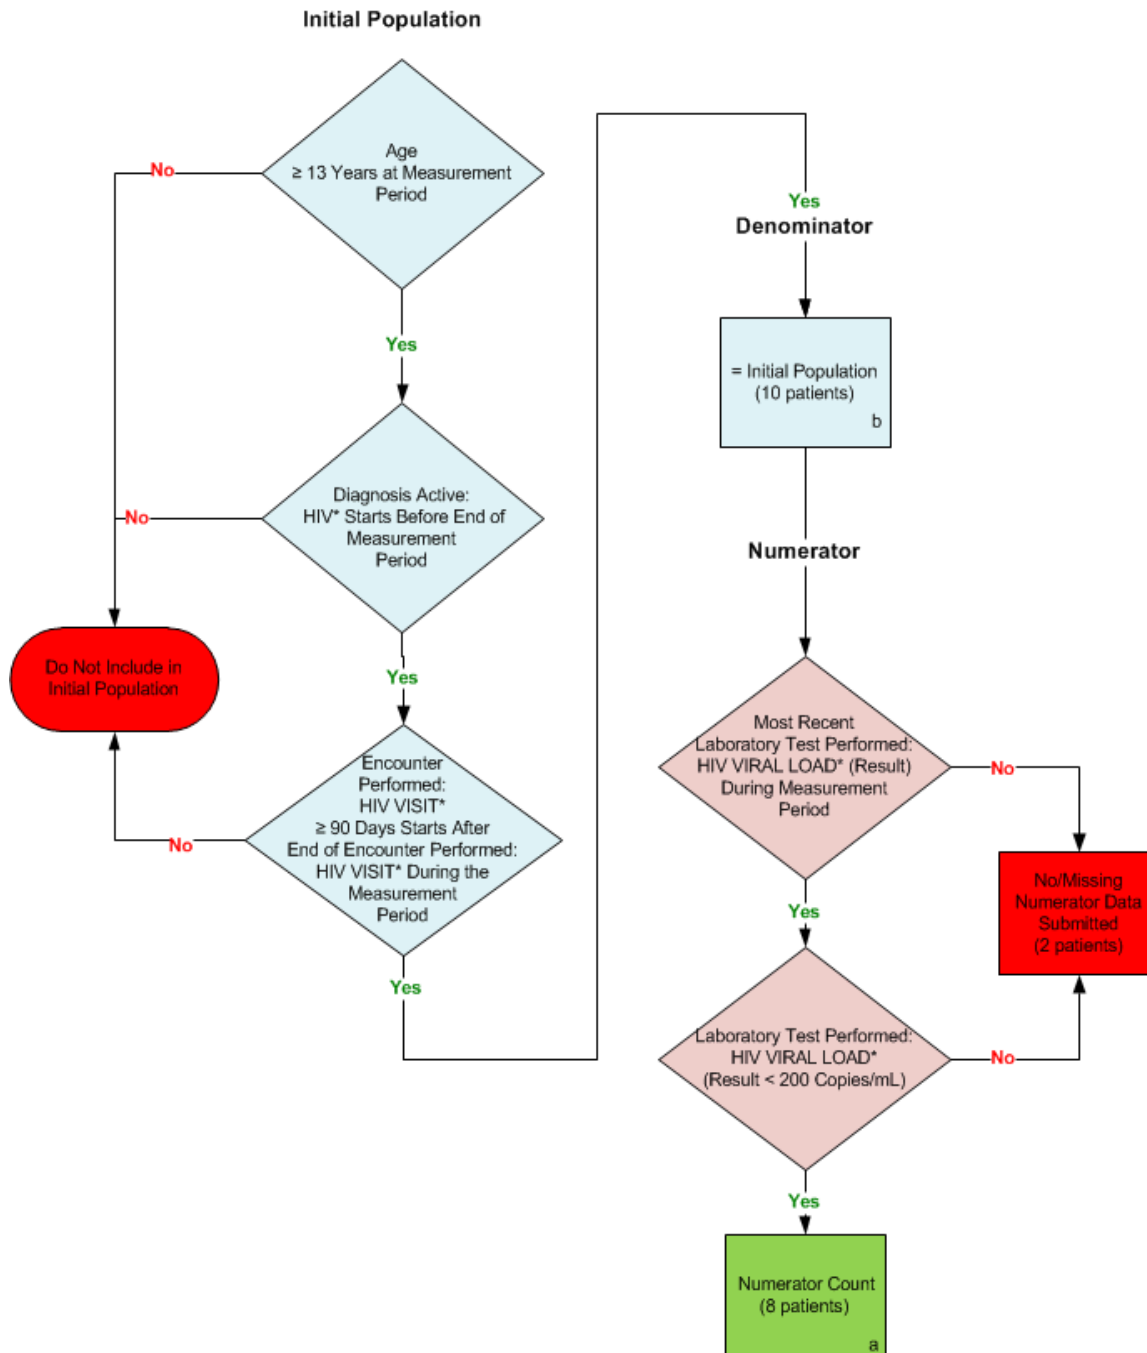 Initial Population
Age
≥ 13 Years at Measurement
Period
No
Yes
Diagnosis Active:
HIV* Starts Before End of
Measurement
Period
No
Yes
Do Not Include in
Initial Population
Encounter
Performed:
HIV VISIT*
≥ 90 Days Starts After
End of Encounter Performed:
HIV VISIT* During the
Measurement
Period
No
Yes
Yes
Denominator
= Initial Population
(10 patients)
b
Numerator
Most Recent
Laboratory Test Performed:
HIV VIRAL LOAD* (Result)
During Measurement
Period
No
Yes
No/Missing
Numerator Data
Submitted
(2 patients)
Laboratory Test Performed:
HIV VIRAL LOAD*
(Result < 200 Copies/mL)
No
Yes
Numerator Count
(8 patients)
a